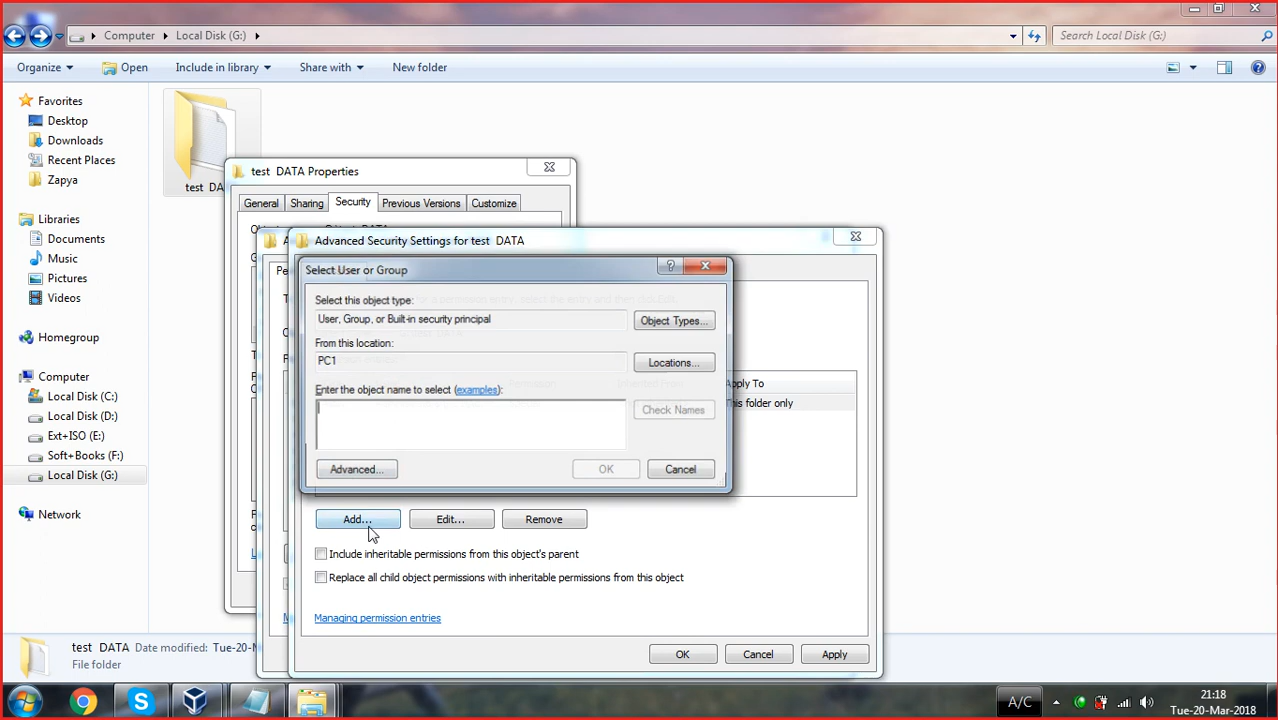 Computer
Local Disk (G:)
Search Local Disk (G:)
Organize
Open
Include in library
Share with
New folder
Favorites
Desktop
Downloads
Recent Places
Zapya
Libraries
Documents
Music
Pictures
Videos
Homegroup
Computer
Local Disk (C:)
Local Disk (D:)
Ext+ISO (E:)
Soft+Books (F:)
Local Disk (G:)
Network
test DA
test DATA Properties
General
Sharing
Security
Previous Versions
Customize
Advanced Security Settings for test DATA
Select User or Group
Select this object type:
User, Group, or Built-in security principal
Object Types...
From this location:
PC1
Locations...
Enter the object name to select (examples):
Check Names
Advanced...
OK
Cancel
Apply To
This folder only
Add...
Edit...
Remove
Include inheritable permissions from this object's parent
Replace all child object permissions with inheritable permissions from this object
Managing permission entries
OK
Cancel
Apply
test DATA Date modified: Tue-20-M
File folder
A/C
21:18
Tue-20-Mar-2018